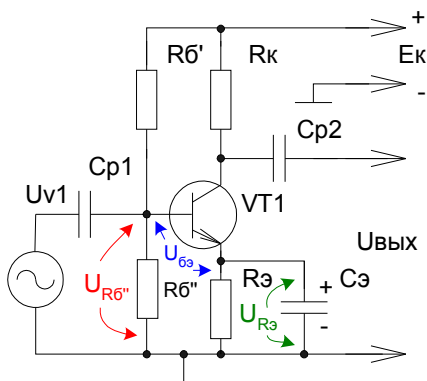 +
Rб' Rк Eк
-
Cp2
Cp1
Uv1 VT1
Uбэ Uвых
URб" Rб" Rэ + Cэ
URэ
-